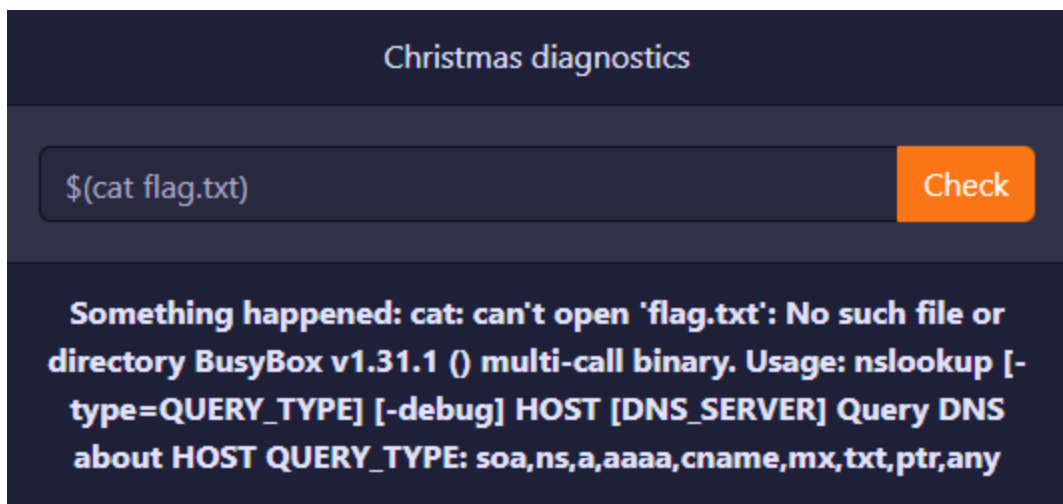 Christmas diagnostics
$(cat flag.txt)
Check
Something happened: cat: can't open 'flag.txt': No such file or
directory BusyBox v1.31.1 () multi-call binary. Usage: nslookup [-
type=QUERY_TYPE] [-debug] HOST [DNS_SERVER] Query DNS
about HOST QUERY_TYPE: soa,ns,a,aaaa,cname,mx,txt,ptr,any